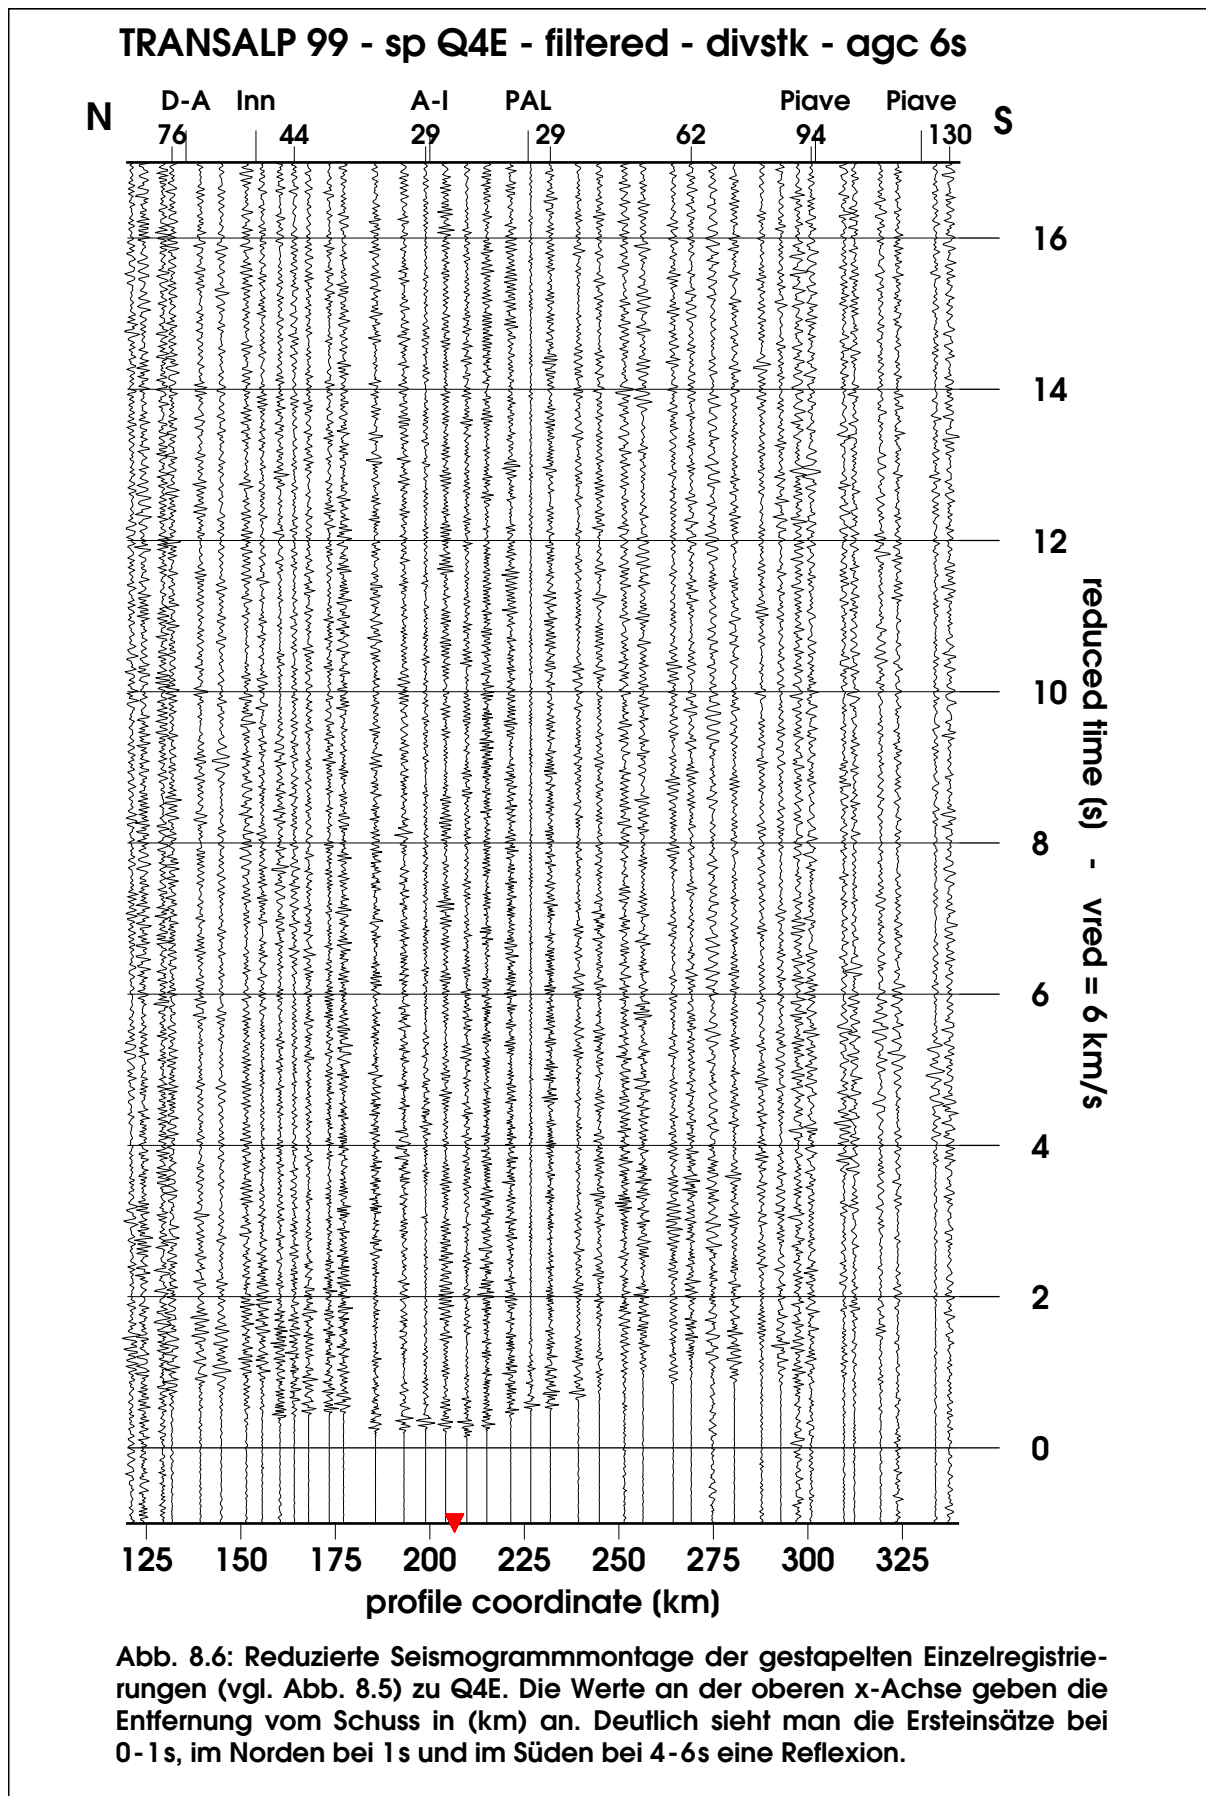 TRANSALP 99 - sp Q4E - filtered - divstk - agc 6s
N D-A Inn A-I PAL Piave Piave S
76 44 29 29 62 94 130
16
14
12
10
8
6
4
2
0
reduced time (s) - vred = 6 km/s
125 150 175 200 225 250 275 300 325
profile coordinate (km)
Abb. 8.6: Reduzierte Seismogrammmontage der gestapelten Einzelregistrie-
rungen (vgl. Abb. 8.5) zu Q4E. Die Werte an der oberen x-Achse geben die
Entfernung vom Schuss in (km) an. Deutlich sieht man die Ersteinsätze bei
0-1s, im Norden bei 1s und im Süden bei 4-6s eine Reflexion.